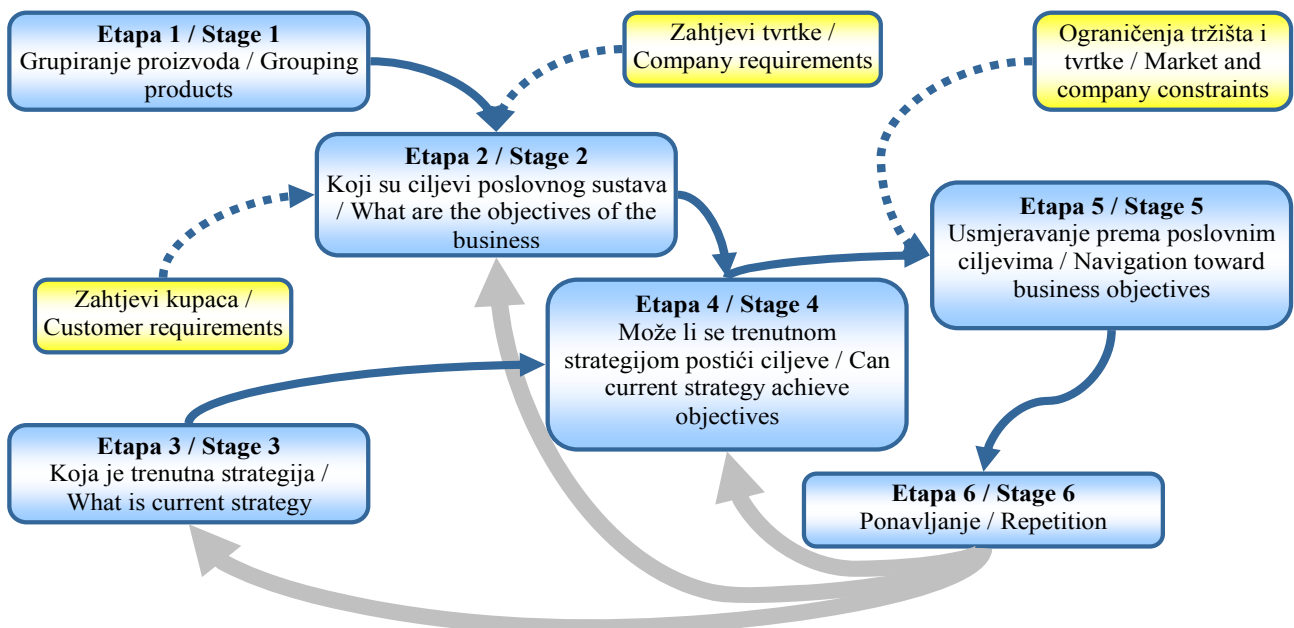 Etapa 1 / Stage 1
Grupiranje proizvoda / Grouping
products
Zahtjevi tvrtke /
Company requirements
Ograničenja tržišta i
tvrtke / Market and
company constraints
Etapa 2 / Stage 2
Koji su ciljevi poslovnog sustava
/ What are the objectives of the
business
Etapa 5 / Stage 5
Usmjeravanje prema poslovnim
ciljevima / Navigation toward
business objectives
Zahtjevi kupaca /
Customer requirements
Etapa 4 / Stage 4
Može li se trenutnom
strategijom postići ciljeve / Can
current strategy achieve
objectives
Etapa 3 / Stage 3
Koja je trenutna strategija /
What is current strategy
Etapa 6 / Stage 6
Ponavljanje / Repetition